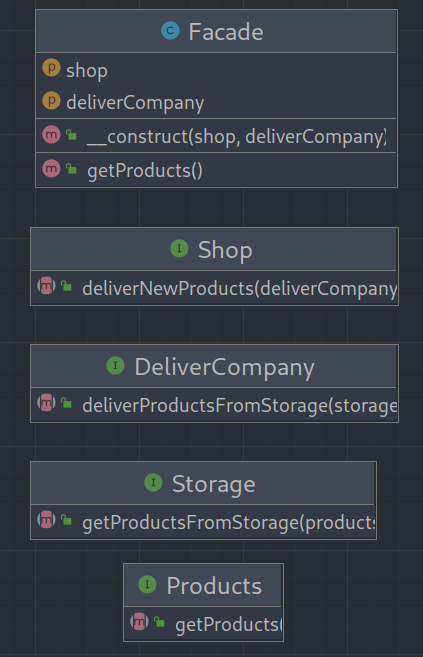 C Facade
p shop
p deliverCompany
m __construct(shop, deliverCompany)
m getProducts()
I Shop
m deliverNewProducts(deliverCompany
I DeliverCompany
m deliverProductsFromStorage(storage
I Storage
m getProductsFromStorage(products
I Products
m getProducts(